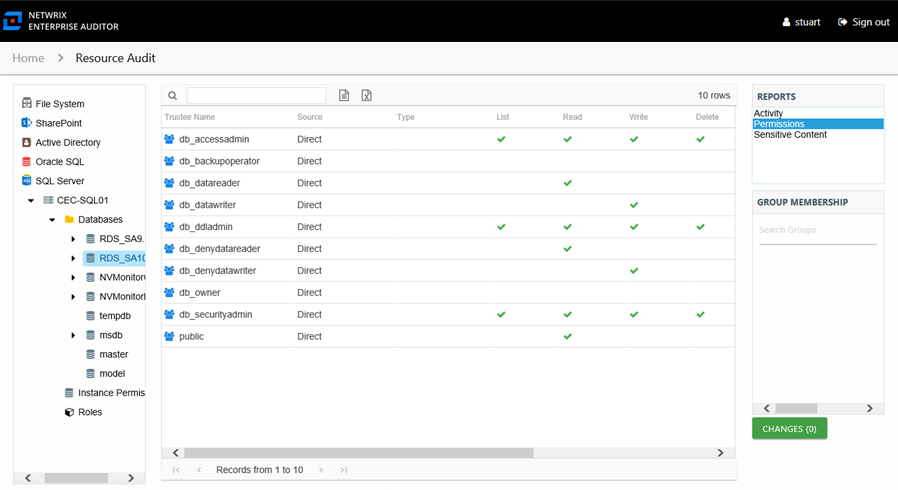 NETWRIX
ENTERPRISE AUDITOR
stuart
Sign out
Home > Resource Audit
File System
SharePoint
Active Directory
Oracle SQL
SQL Server
CEC-SQL01
Databases
RDS_SA9.
RDS_SA10
NVMonitor
NVMonitor
tempdb
msdb
master
model
Instance Permis
Roles
10 rows
Trustee Name Source Type List Read Write Delete
db_accessadmin Direct
db_backupoperator Direct
db_datareader Direct
db_datawriter Direct
db_ddladmin Direct
db_denydatareader Direct
db_denydatawriter Direct
db_owner Direct
db_securityadmin Direct
public Direct
Records from 1 to 10
REPORTS
Activity
Permissions
Sensitive Content
GROUP MEMBERSHIP
Search Groups
CHANGES (0)